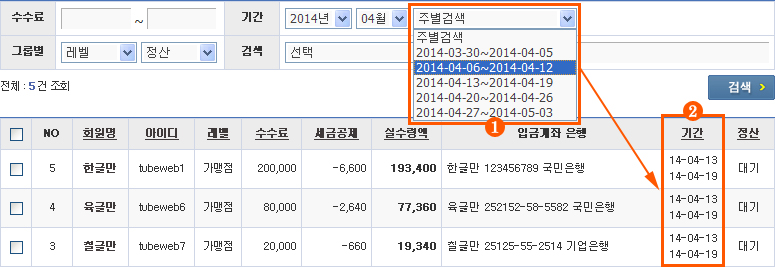 수수료 ~ 기간 2014년 04월 주별검색
주별검색
2014-03-30~2014-04-05
2014-04-06~2014-04-12
2014-04-13~2014-04-19
2014-04-20~2014-04-26
2014-04-27~2014-05-03
그룹별 레벨 정산 검색 선택
전체 : 5건 조회
검색
1
2
NO 회원명 아이디 레벨 수수료 세금공제 실수령액 입금계좌 은행 기간 정산
5 한글만 tubeweb1 가맹점 200,000 -6,600 193,400 한글만 123456789 국민은행 14-04-13 대기
14-04-19
4 육글만 tubeweb6 가맹점 80,000 -2,640 77,360 육글만 252152-58-5582 국민은행 14-04-13 대기
14-04-19
3 칠글만 tubeweb7 가맹점 20,000 -660 19,340 칠글만 25125-55-2514 기업은행 14-04-13 대기
14-04-19